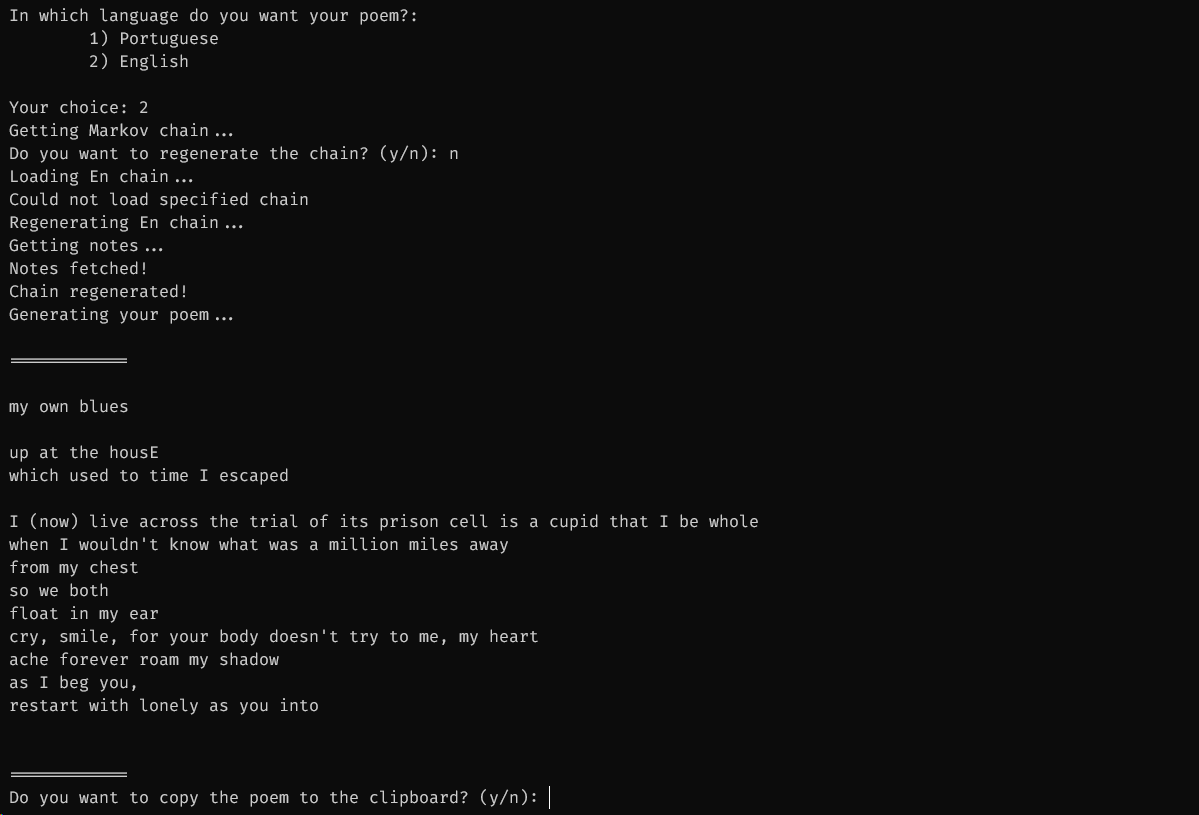 In which language do you want your poem?:
1) Portuguese
2) English
Your choice: 2
Getting Markov chain...
Do you want to regenerate the chain? (y/n): n
Loading En chain...
Could not load specified chain
Regenerating En chain...
Getting notes...
Notes fetched!
Chain regenerated!
Generating your poem...
============
my own blues
up at the housE
which used to time I escaped
I (now) live across the trial of its prison cell is a cupid that I be whole
when I wouldn't know what was a million miles away
from my chest
so we both
float in my ear
cry, smile, for your body doesn't try to me, my heart
ache forever roam my shadow
as I beg you,
restart with lonely as you into
============
Do you want to copy the poem to the clipboard? (y/n):